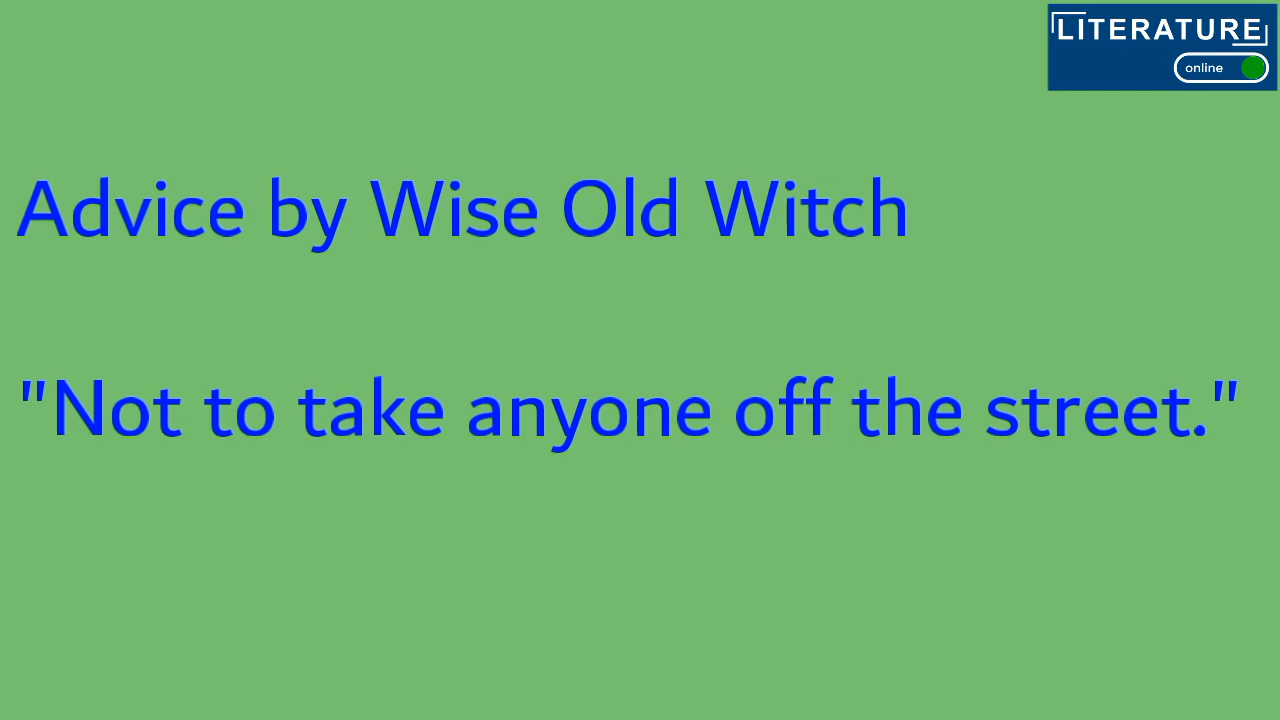 LITERATURE
online
Advice by Wise Old Witch
"Not to take anyone off the street."